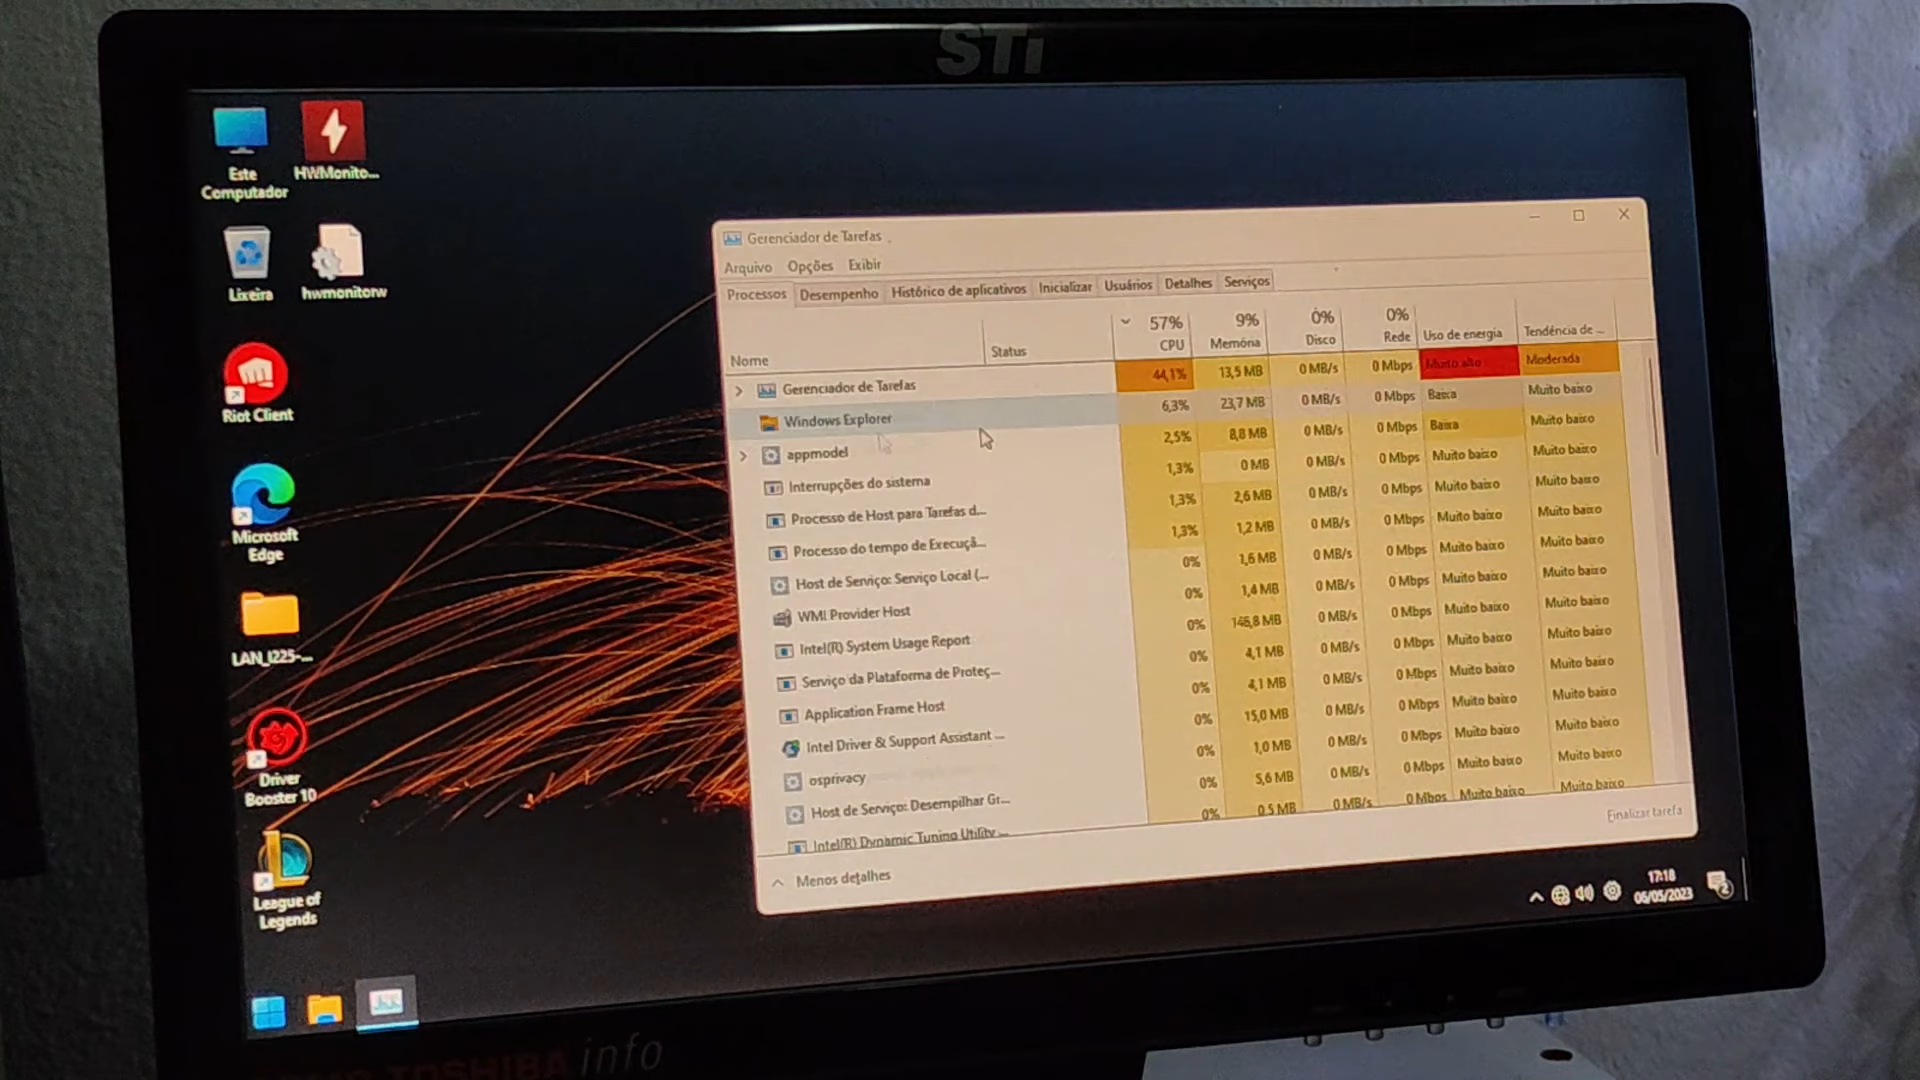 STi
Este
Computador
HWMonito...
Lixeira
hwmonitorw
Riot Client
Microsoft
Edge
LAN_I225-...
Driver
Booster 10
League of
Legends
Gerenciador de Tarefas
Arquivo Opções Exibir
Processos Desempenho Histórico de aplicativos Inicializar Usuários Detalhes Serviços
57% 9% 0% 0%
Nome Status CPU Memória Disco Rede Uso de energia Tendência de ...
Gerenciador de Tarefas 44,1% 13,5 MB 0 MB/s 0 Mbps Muito alto Moderada
Windows Explorer 6,3% 23,7 MB 0 MB/s 0 Mbps Baixa Muito baixo
appmodel 2,5% 8,8 MB 0 MB/s 0 Mbps Baixa Muito baixo
Interrupções do sistema 1,3% 0 MB 0 MB/s 0 Mbps Muito baixo Muito baixo
Processo de Host para Tarefas d... 1,3% 2,6 MB 0 MB/s 0 Mbps Muito baixo Muito baixo
Processo do tempo de Execuçã... 1,3% 1,2 MB 0 MB/s 0 Mbps Muito baixo Muito baixo
Host de Serviço: Serviço Local (... 0% 1,6 MB 0 MB/s 0 Mbps Muito baixo Muito baixo
WMI Provider Host 0% 1,4 MB 0 MB/s 0 Mbps Muito baixo Muito baixo
Intel(R) System Usage Report 0% 146,8 MB 0 MB/s 0 Mbps Muito baixo Muito baixo
Serviço da Plataforma de Proteç... 0% 4,1 MB 0 MB/s 0 Mbps Muito baixo Muito baixo
Application Frame Host 0% 4,1 MB 0 MB/s 0 Mbps Muito baixo Muito baixo
Intel Driver & Support Assistant ... 0% 15,0 MB 0 MB/s 0 Mbps Muito baixo Muito baixo
osprivacy 0% 1,0 MB 0 MB/s 0 Mbps Muito baixo Muito baixo
Host de Serviço: Desempilhar Gr... 0% 5,6 MB 0 MB/s 0 Mbps Muito baixo Muito baixo
Intel(R) Dynamic Tuning Utility ... 0% 0,5 MB 0 MB/s 0 Mbps Muito baixo Muito baixo
Menos detalhes
Finalizar tarefa
17:18
06/05/2023
2
TOSHIBA info